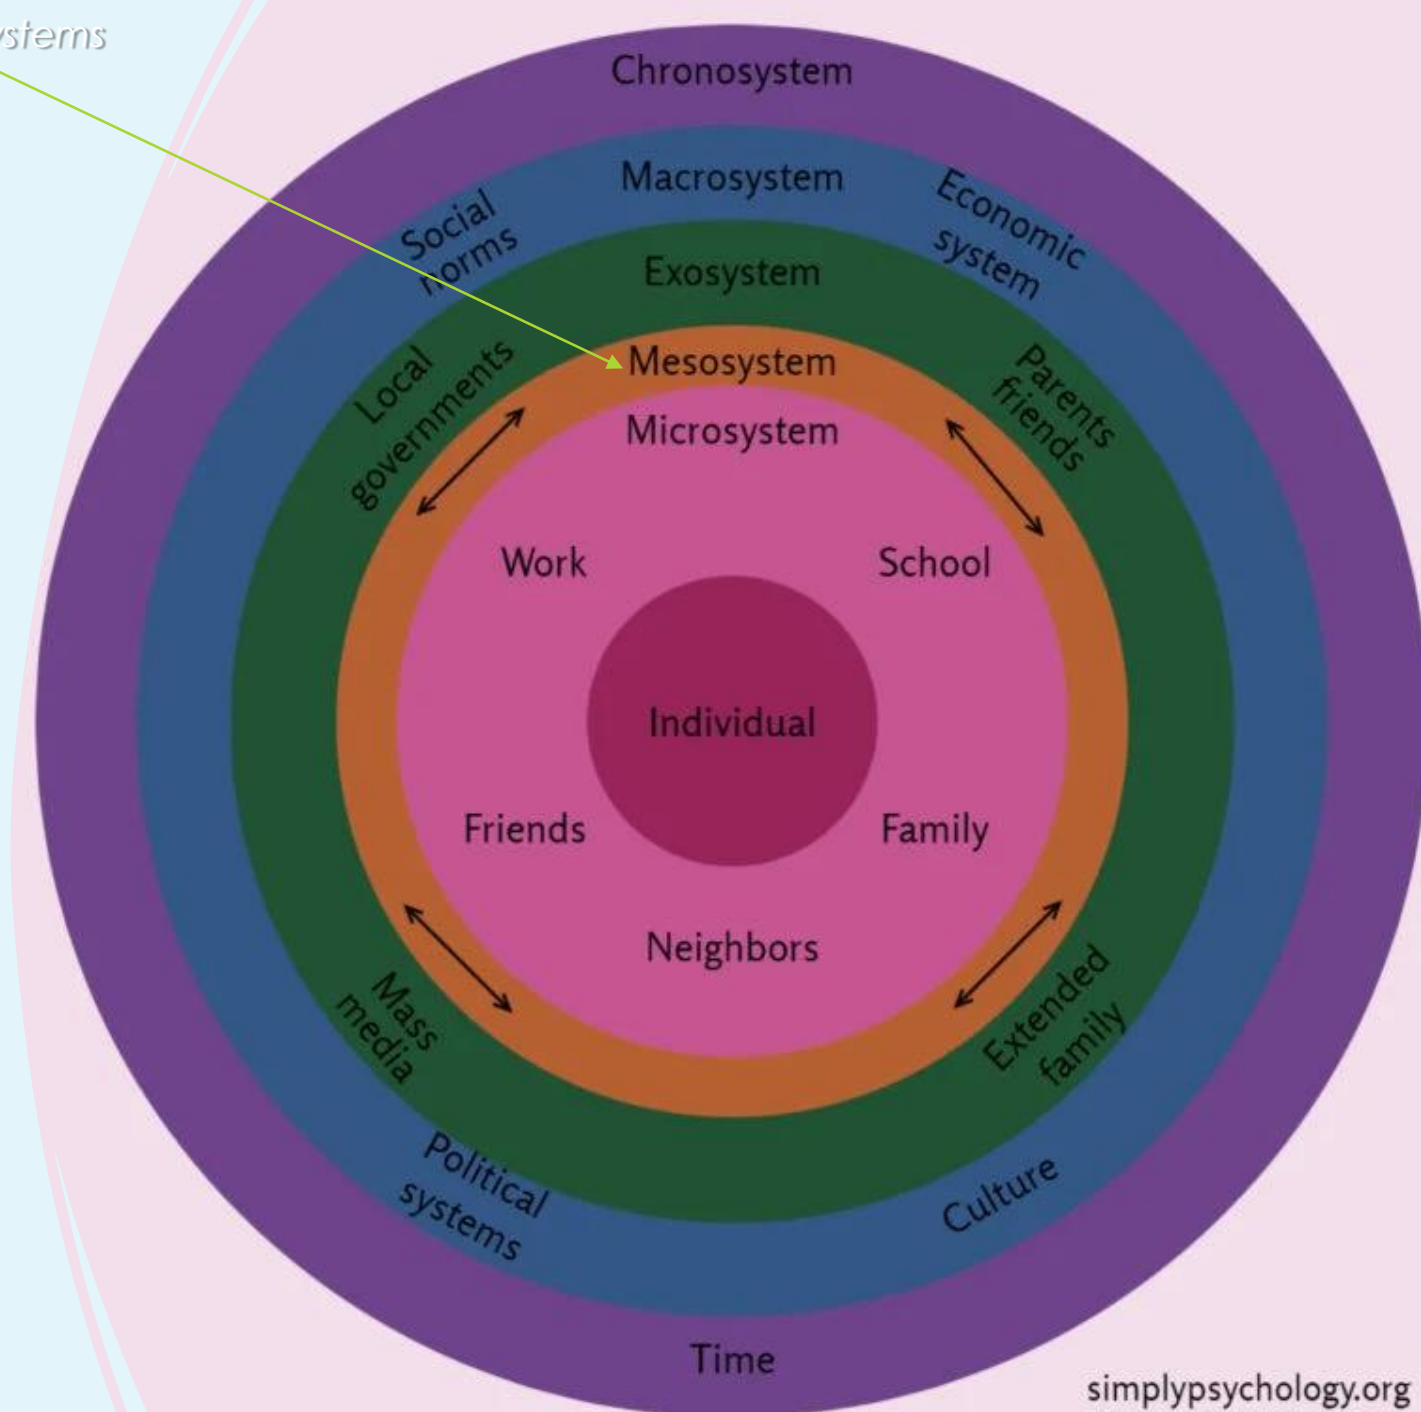 Chronosystem
Macrosystem
Social
norms
Economic
system
Exosystem
Local
governments
Parents
friends
Mesosystem
Microsystem
Work
School
Individual
Friends
Family
Neighbors
Mass
media
Extended
family
Political
systems
Culture
Time
simplypsychology.org